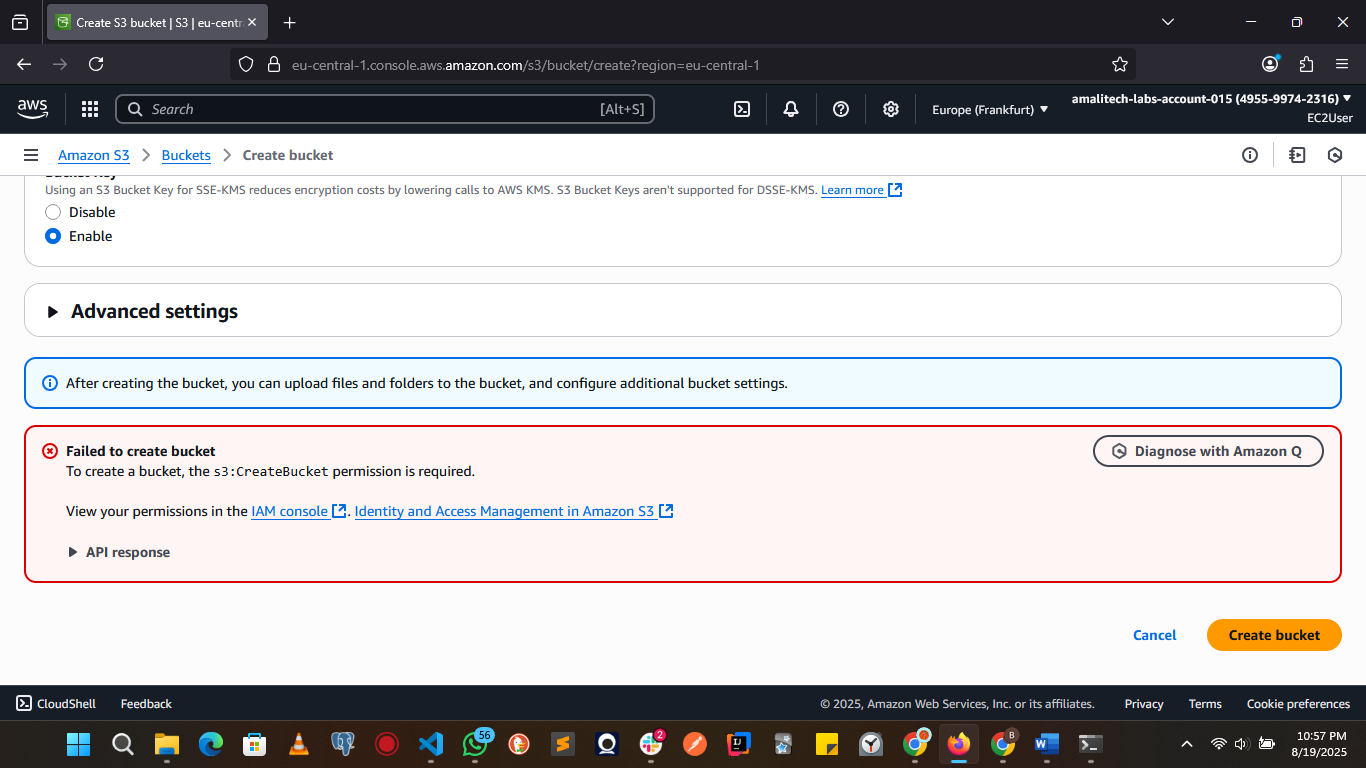 Create S3 bucket | S3 | eu-centr
eu-central-1.console.aws.amazon.com/s3/bucket/create?region=eu-central-1
aws
Search
[Alt+S]
Europe (Frankfurt)
amalitech-labs-account-015 (4955-9974-2316)
EC2User
Amazon S3
Buckets
Create bucket
Using an S3 Bucket Key for SSE-KMS reduces encryption costs by lowering calls to AWS KMS. S3 Bucket Keys aren't supported for DSSE-KMS. Learn more
Disable
Enable
Advanced settings
After creating the bucket, you can upload files and folders to the bucket, and configure additional bucket settings.
Failed to create bucket
Diagnose with Amazon Q
To create a bucket, the s3:CreateBucket permission is required.
View your permissions in the IAM console. Identity and Access Management in Amazon S3
API response
Cancel
Create bucket
CloudShell
Feedback
© 2025, Amazon Web Services, Inc. or its affiliates.
Privacy
Terms
Cookie preferences
56
2
B
10:57 PM
8/19/2025